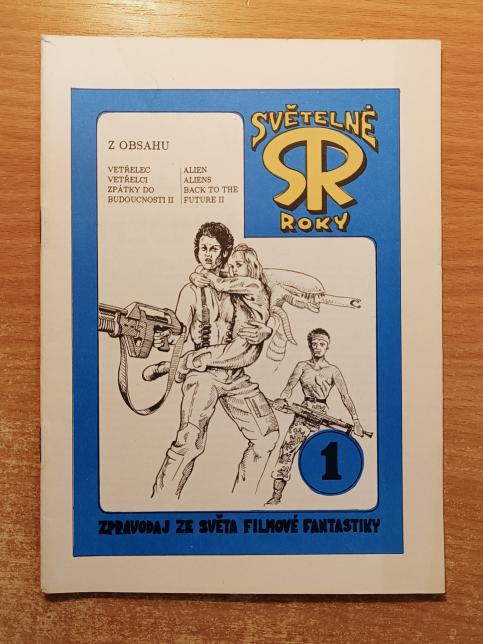 SVĚTELNÉ
SR
ROKY
Z OBSAHU
VETŘELEC
VETŘELCI
ZPÁTKY DO
BUDOUCNOSTI II
ALIEN
ALIENS
BACK TO THE
FUTURE II
1
ZPRAVODAJ ZE SVĚTA FILMOVÉ FANTASTIKY